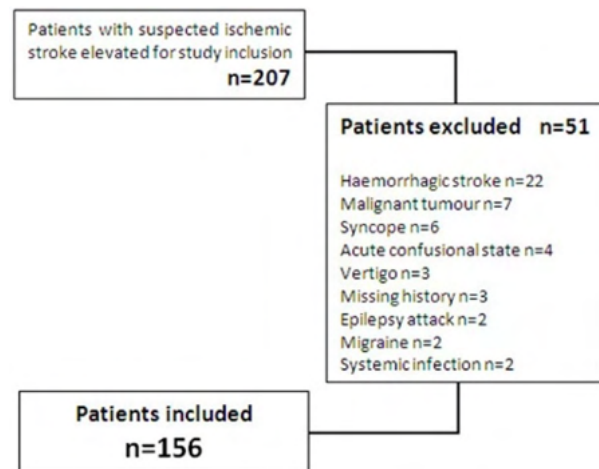 Patients with suspected ischemic
stroke elevated for study inclusion
n=207
Patients excluded n=51
Haemorrhagic stroke n=22
Malignant tumour n=7
Syncope n=6
Acute confusional state n=4
Vertigo n=3
Missing history n=3
Epilepsy attack n=2
Migraine n=2
Systemic infection n=2
Patients included
n=156